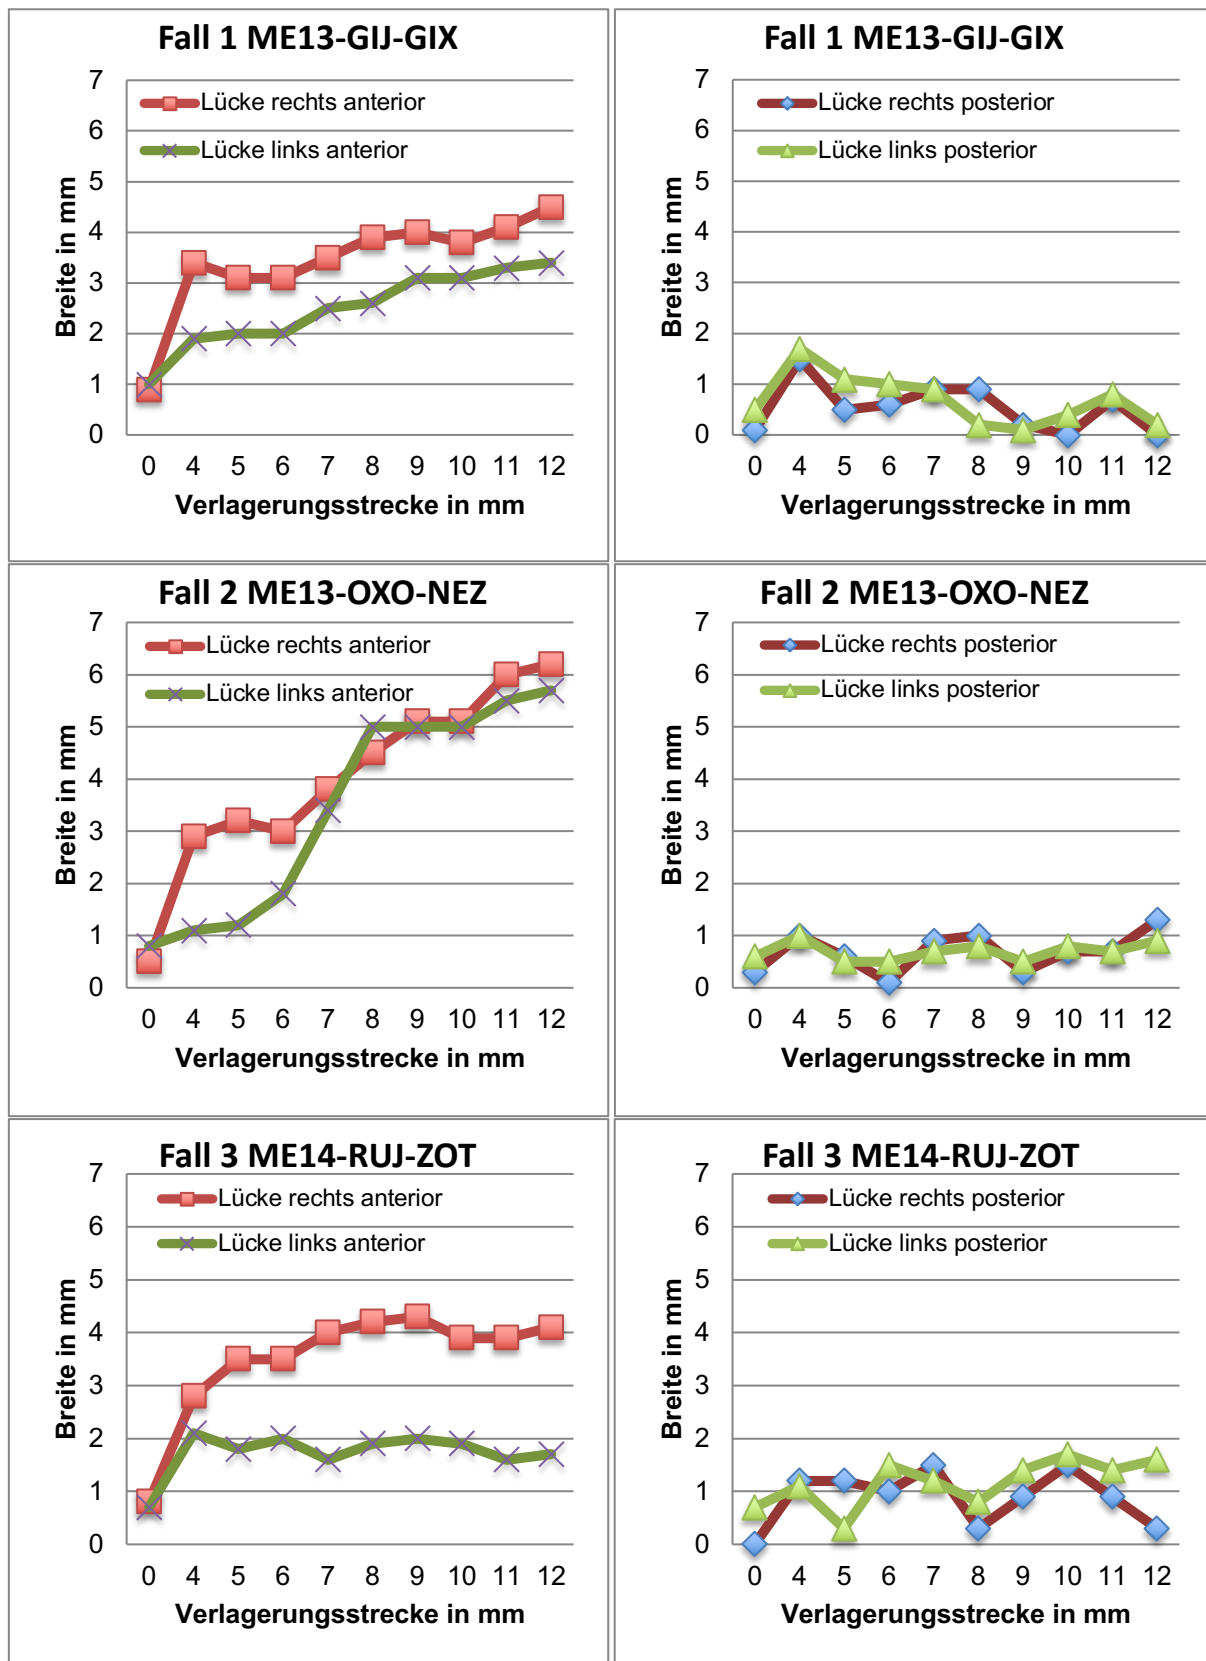 Fall 1 ME13-GIJ-GIX
7
Lücke rechts anterior
6
Lücke links anterior
5
4
3
2
1
0
Breite in mm
0 4 5 6 7 8 9 10 11 12
Verlagerungsstrecke in mm
Fall 1 ME13-GIJ-GIX
7
Lücke rechts posterior
6
Lücke links posterior
5
4
3
2
1
0
Breite in mm
0 4 5 6 7 8 9 10 11 12
Verlagerungsstrecke in mm
Fall 2 ME13-OXO-NEZ
7
Lücke rechts anterior
6
Lücke links anterior
5
4
3
2
1
0
Breite in mm
0 4 5 6 7 8 9 10 11 12
Verlagerungsstrecke in mm
Fall 2 ME13-OXO-NEZ
7
Lücke rechts posterior
6
Lücke links posterior
5
4
3
2
1
0
Breite in mm
0 4 5 6 7 8 9 10 11 12
Verlagerungsstrecke in mm
Fall 3 ME14-RUJ-ZOT
7
Lücke rechts anterior
6
Lücke links anterior
5
4
3
2
1
0
Breite in mm
0 4 5 6 7 8 9 10 11 12
Verlagerungsstrecke in mm
Fall 3 ME14-RUJ-ZOT
7
Lücke rechts posterior
6
Lücke links posterior
5
4
3
2
1
0
Breite in mm
0 4 5 6 7 8 9 10 11 12
Verlagerungsstrecke in mm